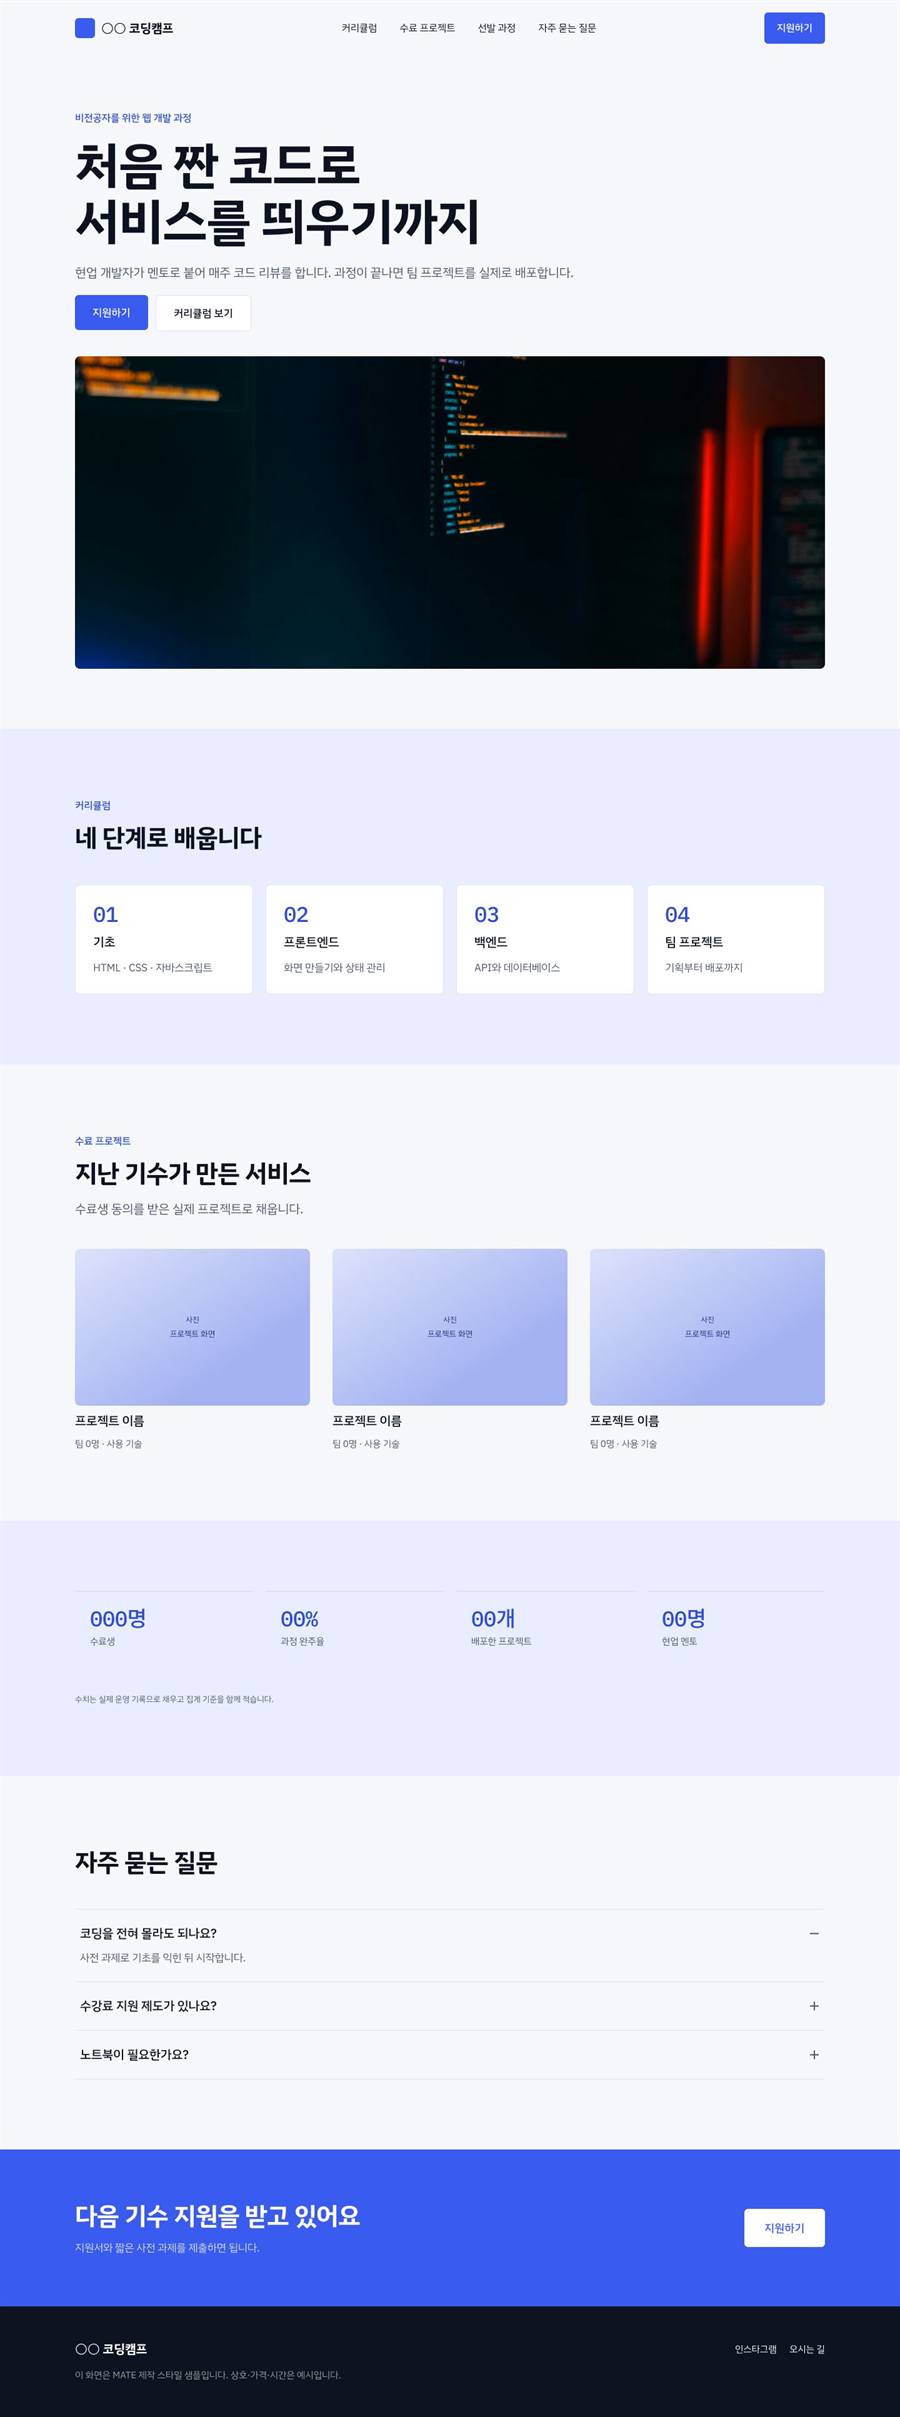 ○○ 코딩캠프
커리큘럼
수료 프로젝트
선발 과정
자주 묻는 질문
지원하기
비전공자를 위한 웹 개발 과정
처음 짠 코드로
서비스를 띄우기까지
현업 개발자가 멘토로 붙어 매주 코드 리뷰를 합니다. 과정이 끝나면 팀 프로젝트를 실제로 배포합니다.
지원하기
커리큘럼 보기
커리큘럼
네 단계로 배웁니다
01
기초
HTML · CSS · 자바스크립트
02
프론트엔드
화면 만들기와 상태 관리
03
백엔드
API와 데이터베이스
04
팀 프로젝트
기획부터 배포까지
수료 프로젝트
지난 기수가 만든 서비스
수료생 동의를 받은 실제 프로젝트로 채웁니다.
사진
프로젝트 화면
프로젝트 이름
팀 0명 · 사용 기술
사진
프로젝트 화면
프로젝트 이름
팀 0명 · 사용 기술
사진
프로젝트 화면
프로젝트 이름
팀 0명 · 사용 기술
000명
수료생
00%
과정 완주율
00개
배포한 프로젝트
00명
현업 멘토
수치는 실제 운영 기록으로 채우고 집계 기준을 함께 적습니다.
자주 묻는 질문
코딩을 전혀 몰라도 되나요?
사전 과제로 기초를 익힌 뒤 시작합니다.
수강료 지원 제도가 있나요?
노트북이 필요한가요?
다음 기수 지원을 받고 있어요
지원서와 짧은 사전 과제를 제출하면 됩니다.
지원하기
○○ 코딩캠프
이 화면은 MATE 제작 스타일 샘플입니다. 상호·가격·시간은 예시입니다.
인스타그램
오시는 길